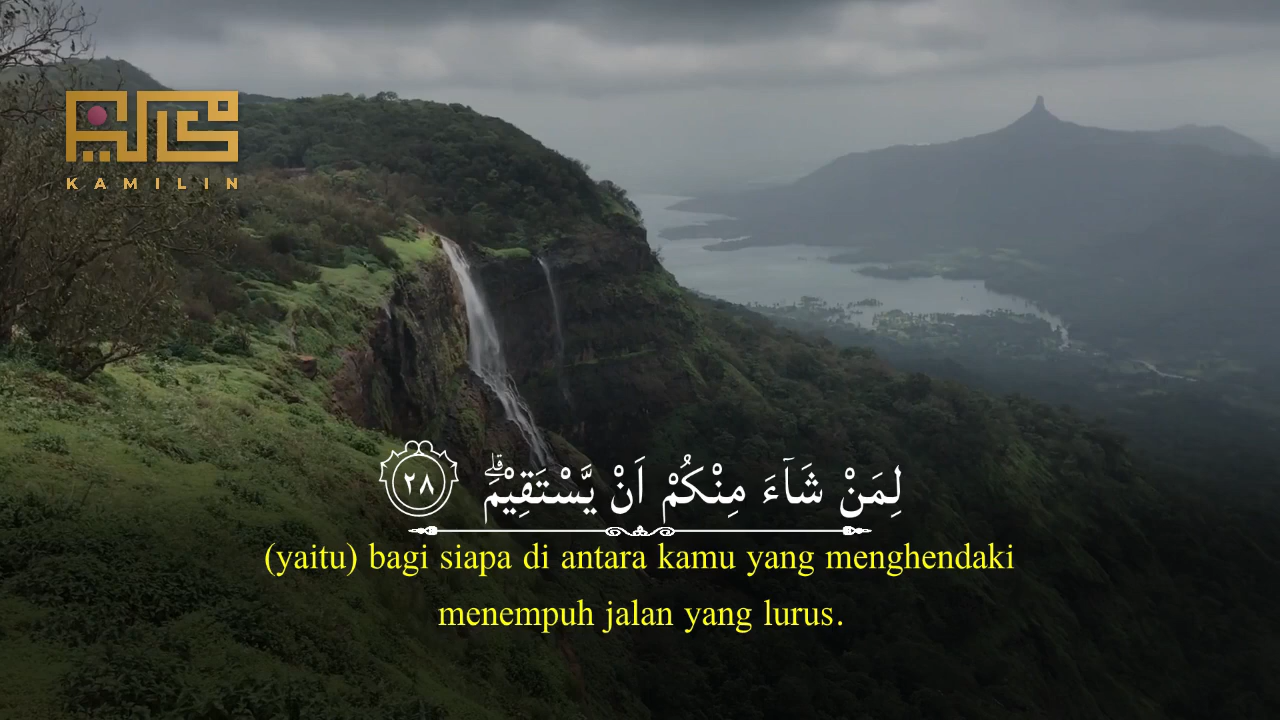 KAMILIN
لِمَنْ شَاۤءَ مِنْكُمْ اَنْ يَّسْتَقِيْمَۗ ٢٨
(yaitu) bagi siapa di antara kamu yang menghendaki
menempuh jalan yang lurus.